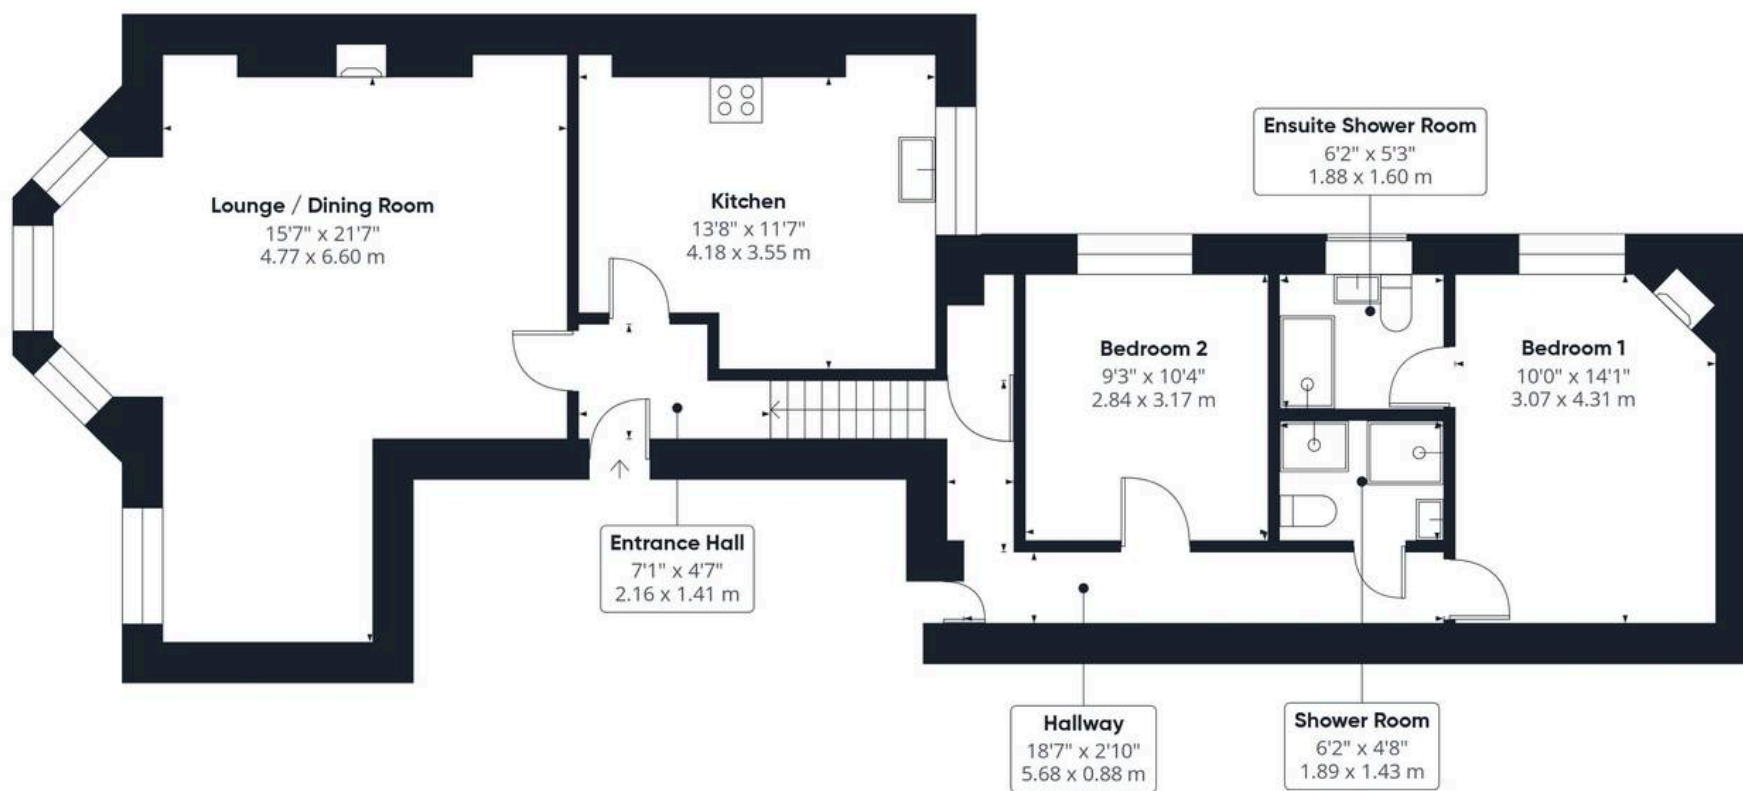 Lounge / Dining Room
15'7" x 21'7"
4.77 x 6.60 m
Kitchen
13'8" x 11'7"
4.18 x 3.55 m
Ensuite Shower Room
6'2" x 5'3"
1.88 x 1.60 m
Bedroom 2
9'3" x 10'4"
2.84 x 3.17 m
Bedroom 1
10'0" x 14'1"
3.07 x 4.31 m
Entrance Hall
7'1" x 4'7"
2.16 x 1.41 m
Hallway
18'7" x 2'10"
5.68 x 0.88 m
Shower Room
6'2" x 4'8"
1.89 x 1.43 m